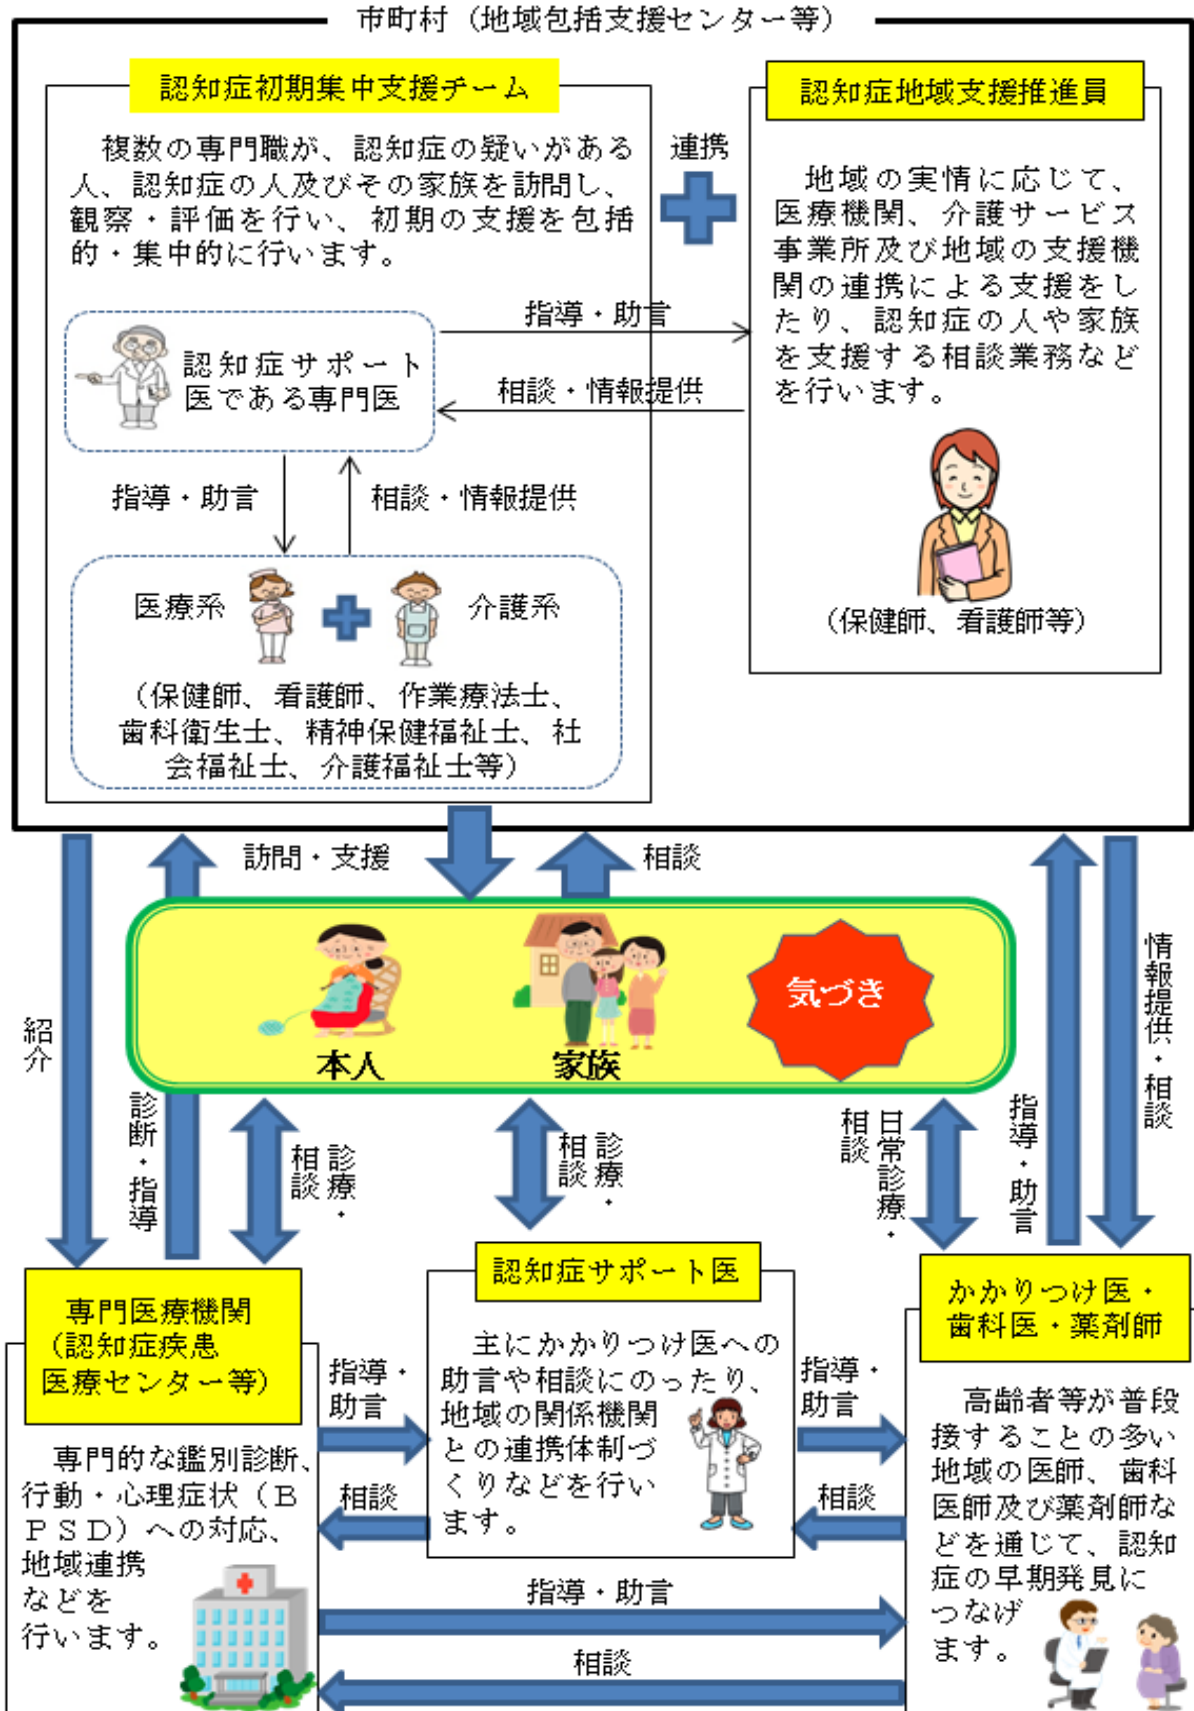 市町村（地域包括支援センター等）
認知症初期集中支援チーム
複数の専門職が、認知症の疑いがある
人、認知症の人及びその家族を訪問し、
観察・評価を行い、初期の支援を包括
的・集中的に行います。
連携
認知症地域支援推進員
地域の実情に応じて、
医療機関、介護サービス
事業所及び地域の支援機
関の連携による支援をし
たり、認知症の人や家族
を支援する相談業務など
を行います。
（保健師、看護師等）
指導・助言
相談・情報提供
認知症サポート
医である専門医
指導・助言
相談・情報提供
医療系
介護系
（保健師、看護師、作業療法士、
歯科衛生士、精神保健福祉士、社
会福祉士、介護福祉士等）
訪問・支援
相談
本人
家族
気づき
紹介
診断・指導
診療・
相談
診療・
相談
日常診療・
相談
指導・助言
情報提供・相談
専門医療機関
（認知症疾患
医療センター等）
専門的な鑑別診断、
行動・心理症状（Ｂ
ＰＳＤ）への対応、
地域連携
などを
行います。
指導・
助言
相談
認知症サポート医
主にかかりつけ医への
助言や相談にのったり、
地域の関係機関
との連携体制づ
くりなどを行い
ます。
指導・
助言
相談
かかりつけ医・
歯科医・薬剤師
高齢者等が普段
接することの多い
地域の医師、歯科
医師及び薬剤師な
どを通じて、認知
症の早期発見に
つなげ
ます。
指導・助言
相談